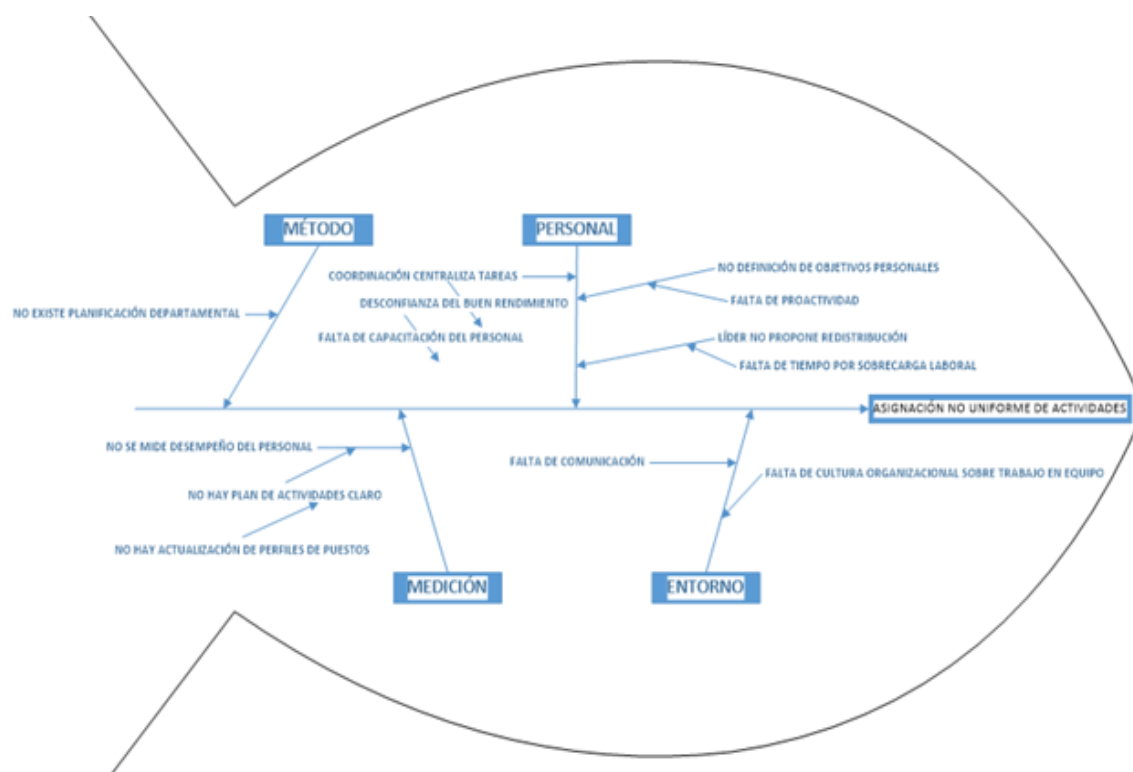 MÉTODO
PERSONAL
COORDINACIÓN CENTRALIZA TAREAS
NO DEFINICIÓN DE OBJETIVOS PERSONALES
DESCONFIANZA DEL BUEN RENDIMIENTO
FALTA DE PROACTIVIDAD
NO EXISTE PLANIFICACIÓN DEPARTAMENTAL
FALTA DE CAPACITACIÓN DEL PERSONAL
LÍDER NO PROPONE REDISTRIBUCIÓN
FALTA DE TIEMPO POR SOBRECARGA LABORAL
ASIGNACIÓN NO UNIFORME DE ACTIVIDADES
NO SE MIDE DESEMPEÑO DEL PERSONAL
FALTA DE COMUNICACIÓN
FALTA DE CULTURA ORGANIZACIONAL SOBRE TRABAJO EN EQUIPO
NO HAY PLAN DE ACTIVIDADES CLARO
NO HAY ACTUALIZACIÓN DE PERFILES DE PUESTOS
MEDICIÓN
ENTORNO